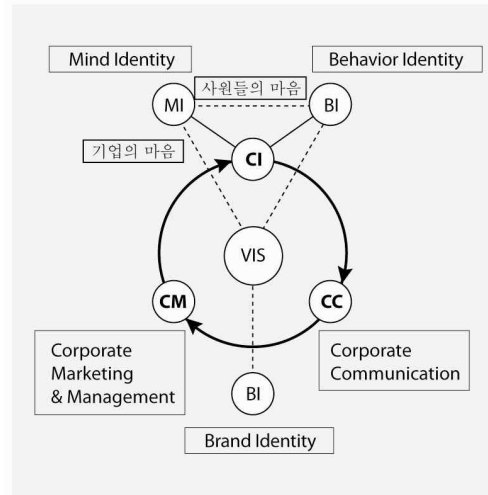 Mind Identity
Behavior Identity
사원들의 마음
MI
BI
기업의 마음
CI
VIS
CM
CC
Corporate
Marketing
& Management
Corporate
Communication
BI
Brand Identity